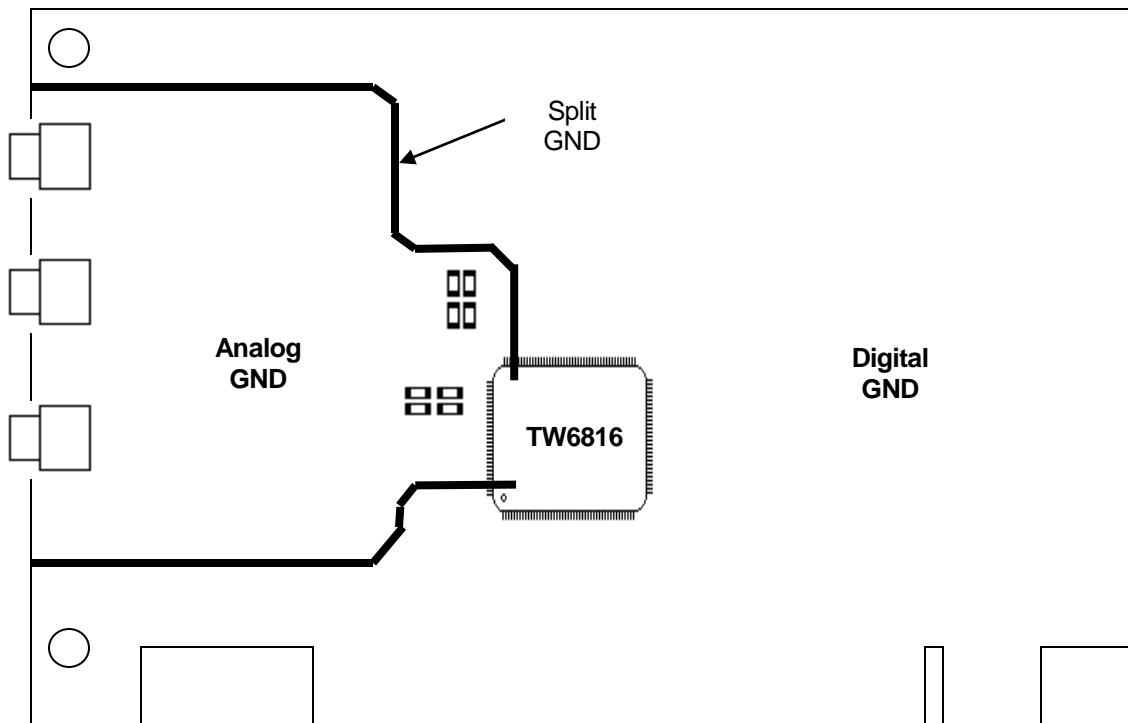 Split
GND
Analog
GND
Digital
GND
TW6816